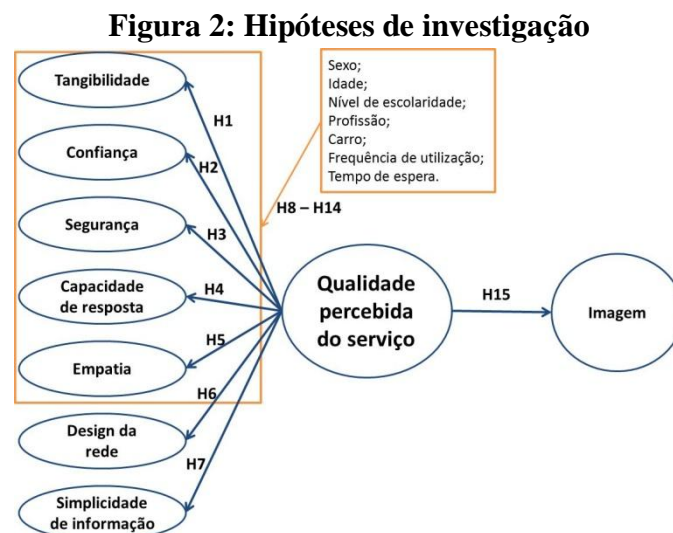 Figura 2: Hipóteses de investigação
Tangibilidade
Confiança
Segurança
Capacidade
de resposta
Empatia
Design da
rede
Simplicidade
de informação
H1
H2
H3
H4
H5
H6
H7
Sexo;
Idade;
Nível de escolaridade;
Profissão;
Carro;
Frequência de utilização;
Tempo de espera.
H8 – H14
Qualidade
percebida
do serviço
H15
Imagem